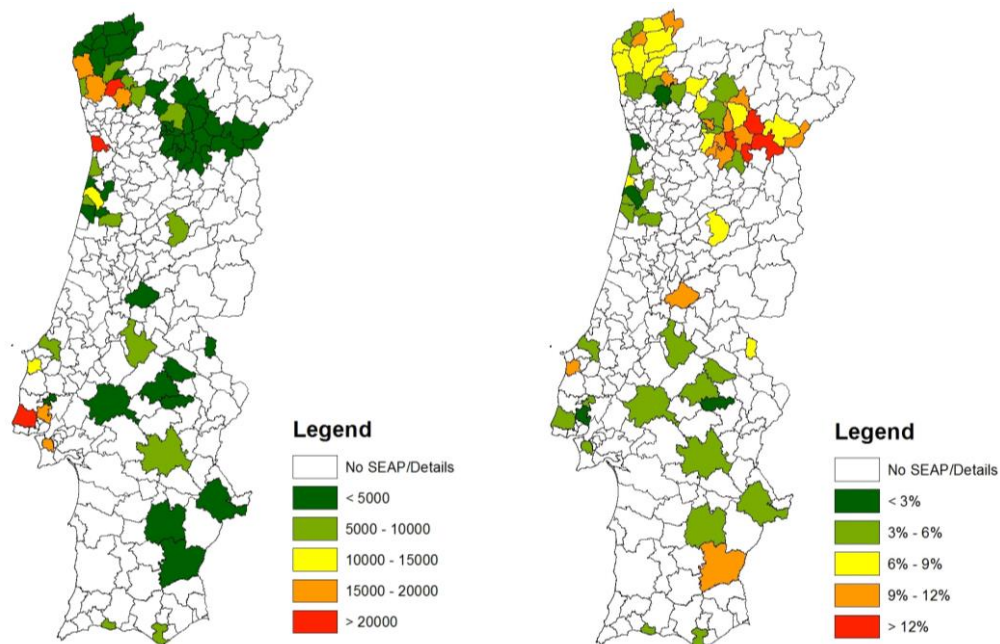 Legend
No SEAP/Details
< 5000
5000 - 10000
10000 - 15000
15000 - 20000
> 20000
Legend
No SEAP/Details
< 3%
3% - 6%
6% - 9%
9% - 12%
> 12%